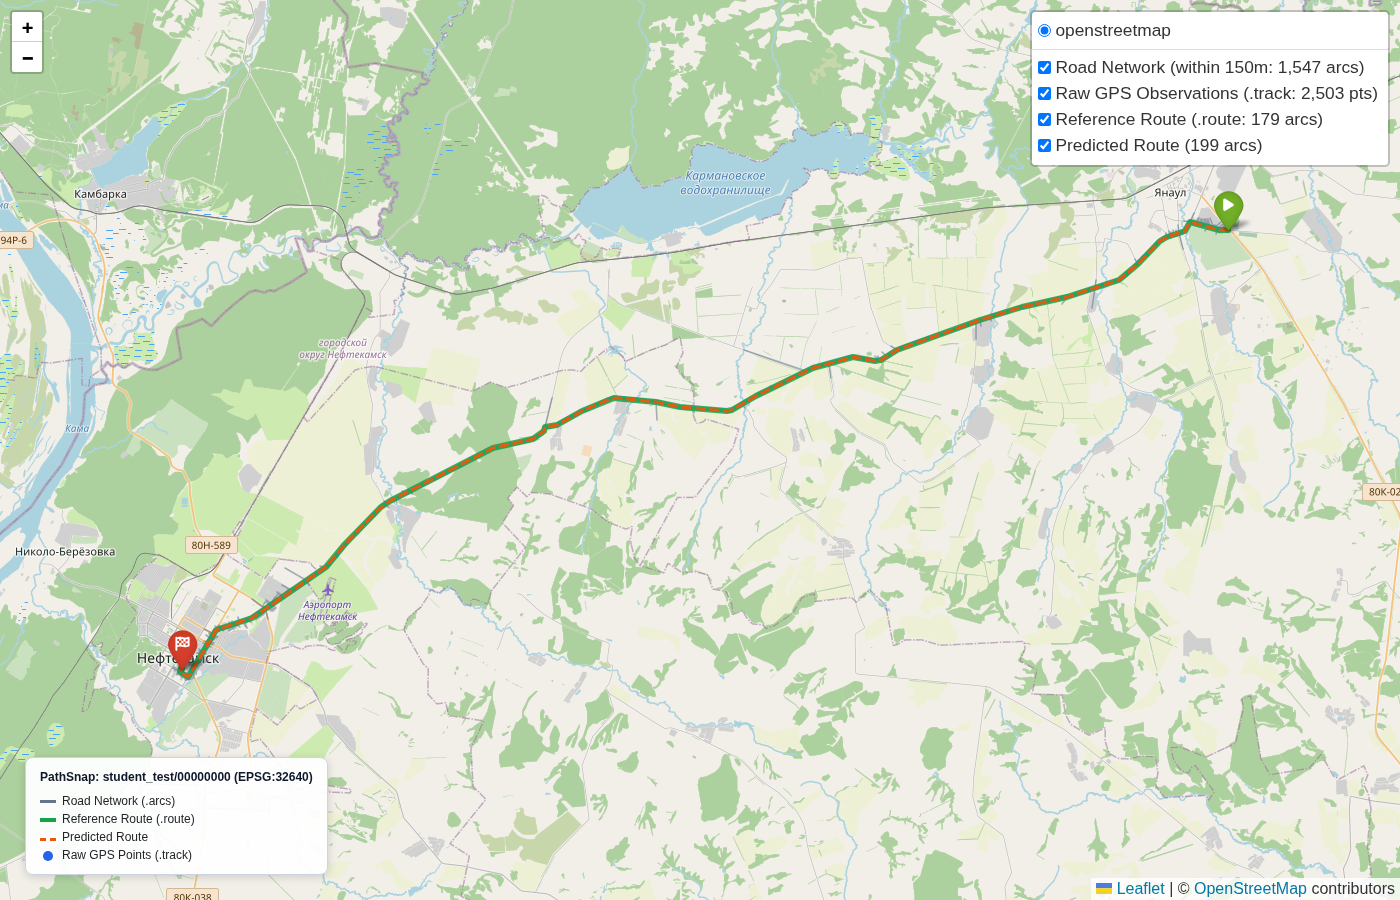 +
−
openstreetmap
Road Network (within 150m: 1,547 arcs)
Raw GPS Observations (.track: 2,503 pts)
Reference Route (.route: 179 arcs)
Predicted Route (199 arcs)
Кармановское
водохранилище
Янаул
Камбарка
94Р-6
городской
округ Нефтекамск
Кама
80К-02
80Н-589
Николо-Берёзовка
Аэропорт
Нефтекамск
PathSnap: student_test/00000000 (EPSG:32640)
Road Network (.arcs)
Reference Route (.route)
Predicted Route
Raw GPS Points (.track)
80К-038
Leaflet | © OpenStreetMap contributors